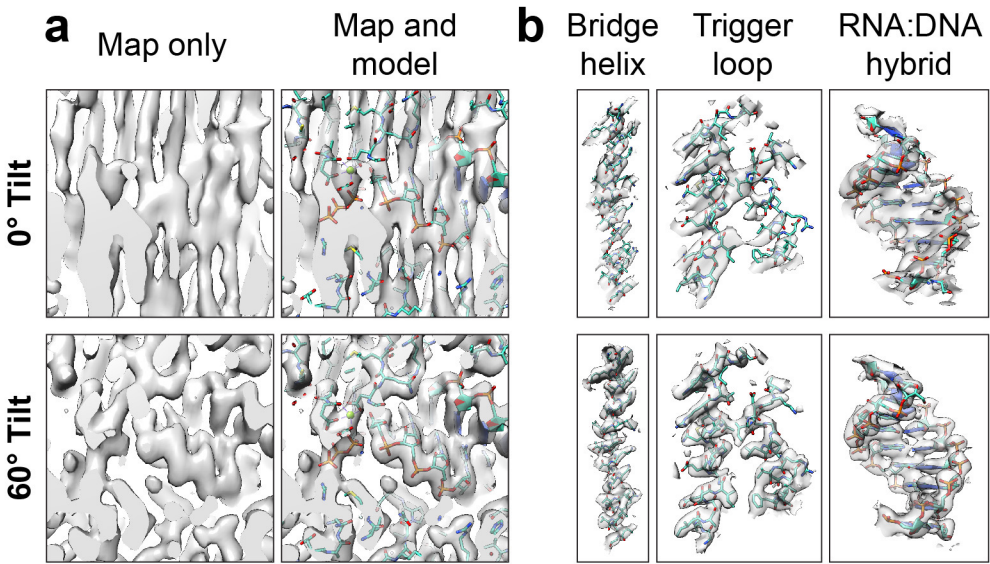 a
Map only
Map and
model
b
Bridge
helix
Trigger
loop
RNA:DNA
hybrid
0° Tilt
60° Tilt